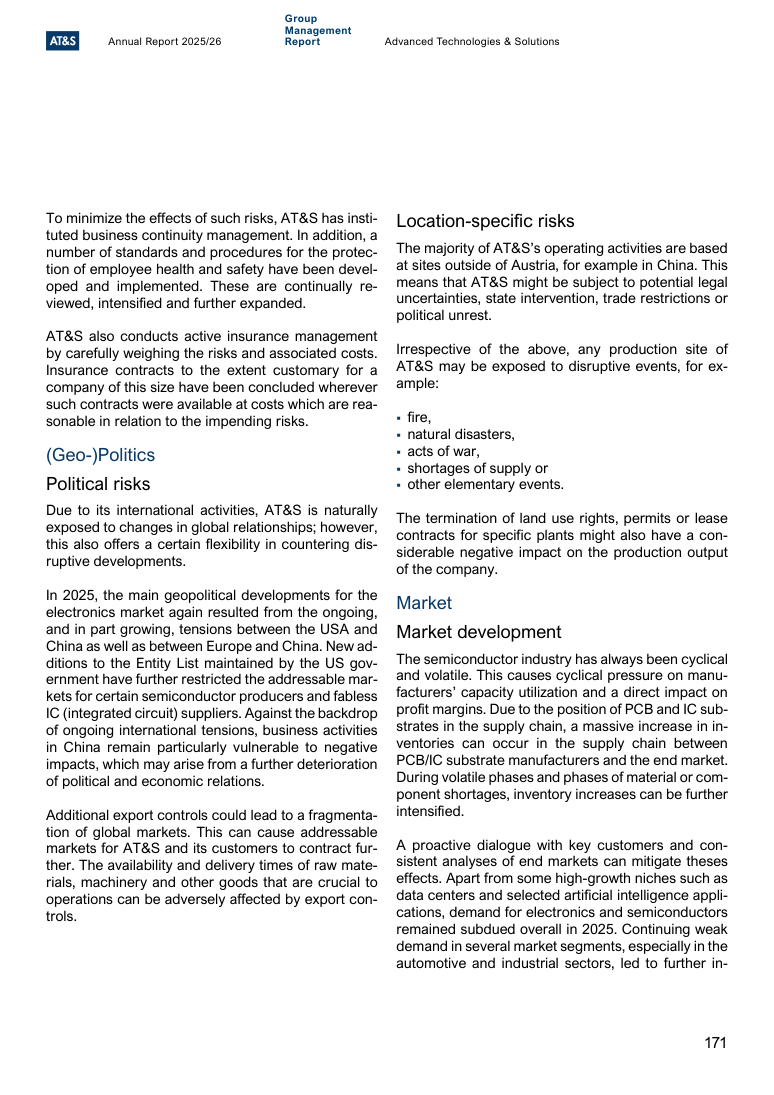 AT&S
Annual Report 2025/26
Group
Management
Report
Advanced Technologies & Solutions
To minimize the effects of such risks, AT&S has insti-
tuted business continuity management. In addition, a
number of standards and procedures for the protec-
tion of employee health and safety have been devel-
oped and implemented. These are continually re-
viewed, intensified and further expanded.
AT&S also conducts active insurance management
by carefully weighing the risks and associated costs.
Insurance contracts to the extent customary for a
company of this size have been concluded wherever
such contracts were available at costs which are rea-
sonable in relation to the impending risks.
(Geo-)Politics
Political risks
Due to its international activities, AT&S is naturally
exposed to changes in global relationships; however,
this also offers a certain flexibility in countering dis-
ruptive developments.
In 2025, the main geopolitical developments for the
electronics market again resulted from the ongoing,
and in part growing, tensions between the USA and
China as well as between Europe and China. New ad-
ditions to the Entity List maintained by the US gov-
ernment have further restricted the addressable mar-
kets for certain semiconductor producers and fabless
IC (integrated circuit) suppliers. Against the backdrop
of ongoing international tensions, business activities
in China remain particularly vulnerable to negative
impacts, which may arise from a further deterioration
of political and economic relations.
Additional export controls could lead to a fragmenta-
tion of global markets. This can cause addressable
markets for AT&S and its customers to contract fur-
ther. The availability and delivery times of raw mate-
rials, machinery and other goods that are crucial to
operations can be adversely affected by export con-
trols.
Location-specific risks
The majority of AT&S's operating activities are based
at sites outside of Austria, for example in China. This
means that AT&S might be subject to potential legal
uncertainties, state intervention, trade restrictions or
political unrest.
Irrespective of the above, any production site of
AT&S may be exposed to disruptive events, for ex-
ample:
▪ fire,
▪ natural disasters,
▪ acts of war,
▪ shortages of supply or
▪ other elementary events.
The termination of land use rights, permits or lease
contracts for specific plants might also have a con-
siderable negative impact on the production output
of the company.
Market
Market development
The semiconductor industry has always been cyclical
and volatile. This causes cyclical pressure on manu-
facturers' capacity utilization and a direct impact on
profit margins. Due to the position of PCB and IC sub-
strates in the supply chain, a massive increase in in-
ventories can occur in the supply chain between
PCB/IC substrate manufacturers and the end market.
During volatile phases and phases of material or com-
ponent shortages, inventory increases can be further
intensified.
A proactive dialogue with key customers and con-
sistent analyses of end markets can mitigate theses
effects. Apart from some high-growth niches such as
data centers and selected artificial intelligence appli-
cations, demand for electronics and semiconductors
remained subdued overall in 2025. Continuing weak
demand in several market segments, especially in the
automotive and industrial sectors, led to further in-
171